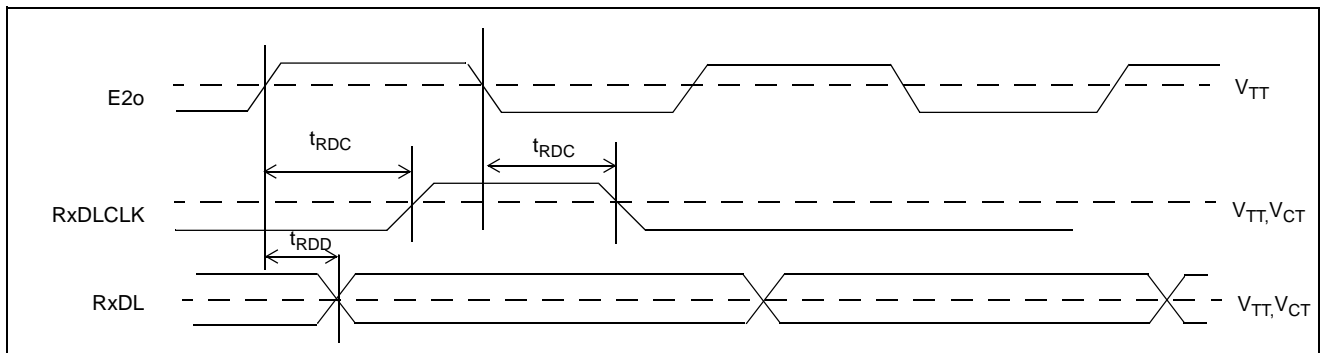 E2o
V_TT
t_RDC
t_RDC
RxDLCLK
V_TT,V_CT
t_RDD
RxDL
V_TT,V_CT